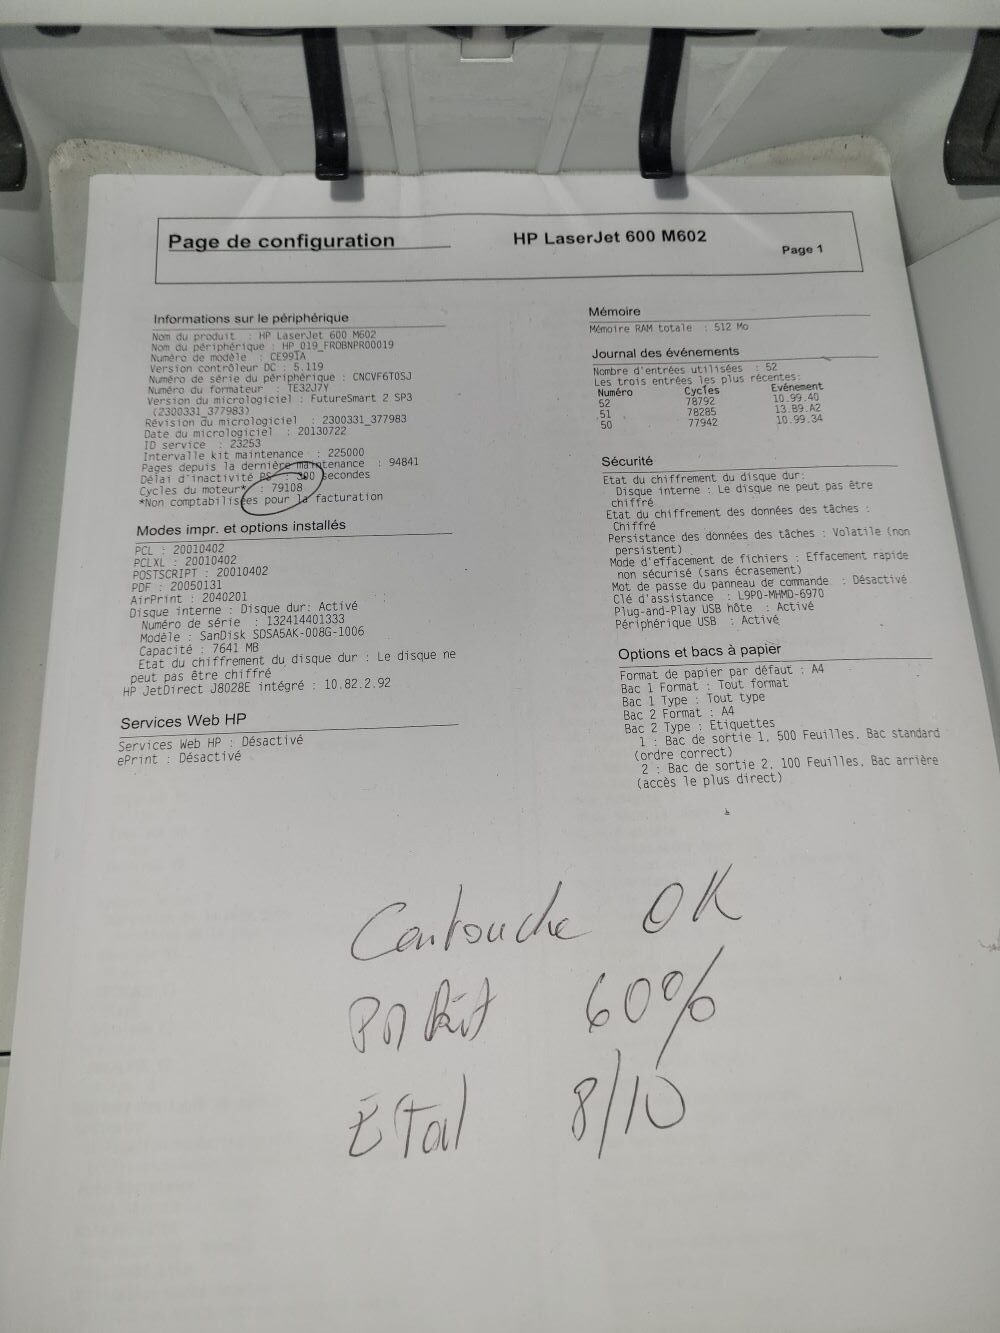 Page de configuration
HP LaserJet 600 M602
Page 1
Informations sur le périphérique
Nom du produit : HP LaserJet 600 M602
Nom du périphérique : HP_019_FROBNPR00019
Numéro de modèle : CE991A
Version contrôleur DC : 5.119
Numéro de série du périphérique : CNCVF6T0SJ
Numéro du formateur : TE32J7Y
Version du micrologiciel : FutureSmart 2 SP3
(2300331_377983)
Révision du micrologiciel : 2300331_377983
Date du micrologiciel : 20130722
ID service : 23253
Intervalle kit maintenance : 225000
Pages depuis la dernière maintenance : 94841
Délai d'inactivité PS : 300 secondes
Cycles du moteur* : 79108
*Non comptabilisées pour la facturation
Modes impr. et options installés
PCL : 20010402
PCLXL : 20010402
POSTSCRIPT : 20010402
PDF : 20050131
AirPrint : 2040201
Disque interne : Disque dur: Activé
Numéro de série : 132414401333
Modèle : SanDisk SDSA5AK-008G-1006
Capacité : 7641 MB
Etat du chiffrement du disque dur : Le disque ne
peut pas être chiffré
HP JetDirect J8028E intégré : 10.82.2.92
Services Web HP
Services Web HP : Désactivé
ePrint : Désactivé
Mémoire
Mémoire RAM totale : 512 Mo
Journal des événements
Nombre d'entrées utilisées : 52
Les trois entrées les plus récentes:
Numéro Cycles Evénement
52 78792 10.99.40
51 78285 13.B9.A2
50 77942 10.99.34
Sécurité
Etat du chiffrement du disque dur:
Disque interne : Le disque ne peut pas être
chiffré
Etat du chiffrement des données des tâches :
Chiffré
Persistance des données des tâches : Volatile (non
persistent)
Mode d'effacement de fichiers : Effacement rapide
non sécurisé (sans écrasement)
Mot de passe du panneau de commande : Désactivé
Clé d'assistance : L9PO-MHMD-6970
Plug-and-Play USB hôte : Activé
Périphérique USB : Activé
Options et bacs à papier
Format de papier par défaut : A4
Bac 1 Format : Tout format
Bac 1 Type : Tout type
Bac 2 Format : A4
Bac 2 Type : Etiquettes
1 : Bac de sortie 1, 500 Feuilles, Bac standard
(ordre correct)
2 : Bac de sortie 2, 100 Feuilles, Bac arrière
(accès le plus direct)
Cartouche OK
PM Kit 60%
Etat 8/10